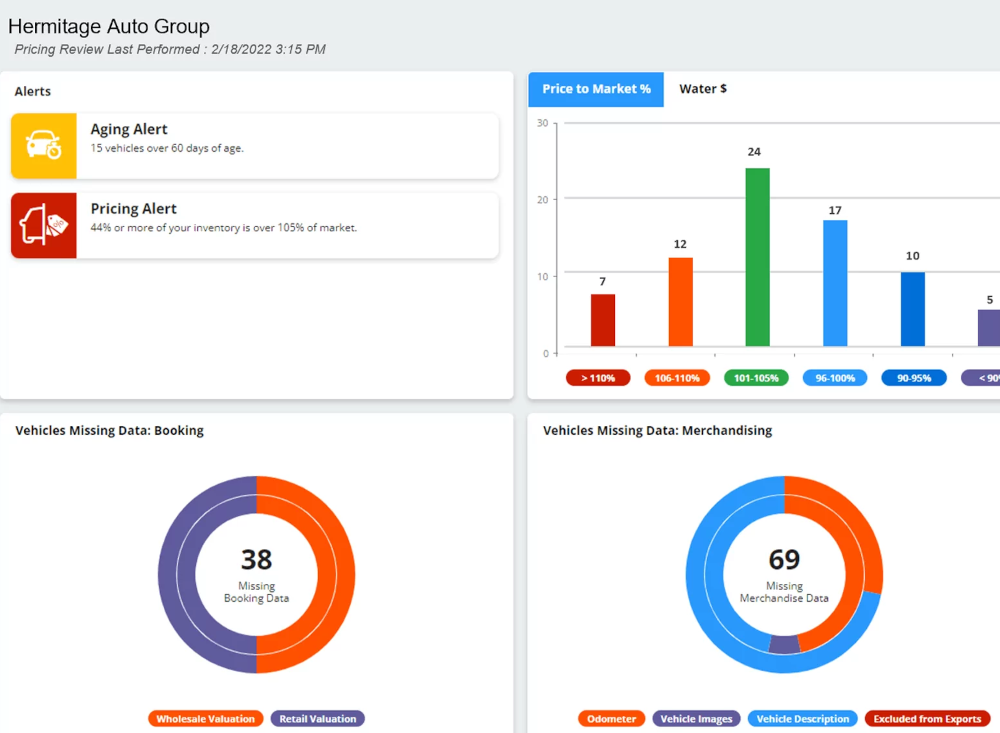 Hermitage Auto Group
Pricing Review Last Performed : 2/18/2022 3:15 PM
Alerts
Aging Alert
15 vehicles over 60 days of age.
Pricing Alert
44% or more of your inventory is over 105% of market.
Price to Market %
Water $
30
20
10
0
7
12
24
17
10
5
> 110%
106-110%
101-105%
96-100%
90-95%
< 90
Vehicles Missing Data: Booking
38
Missing
Booking Data
Wholesale Valuation
Retail Valuation
Vehicles Missing Data: Merchandising
69
Missing
Merchandise Data
Odometer
Vehicle Images
Vehicle Description
Excluded from Exports